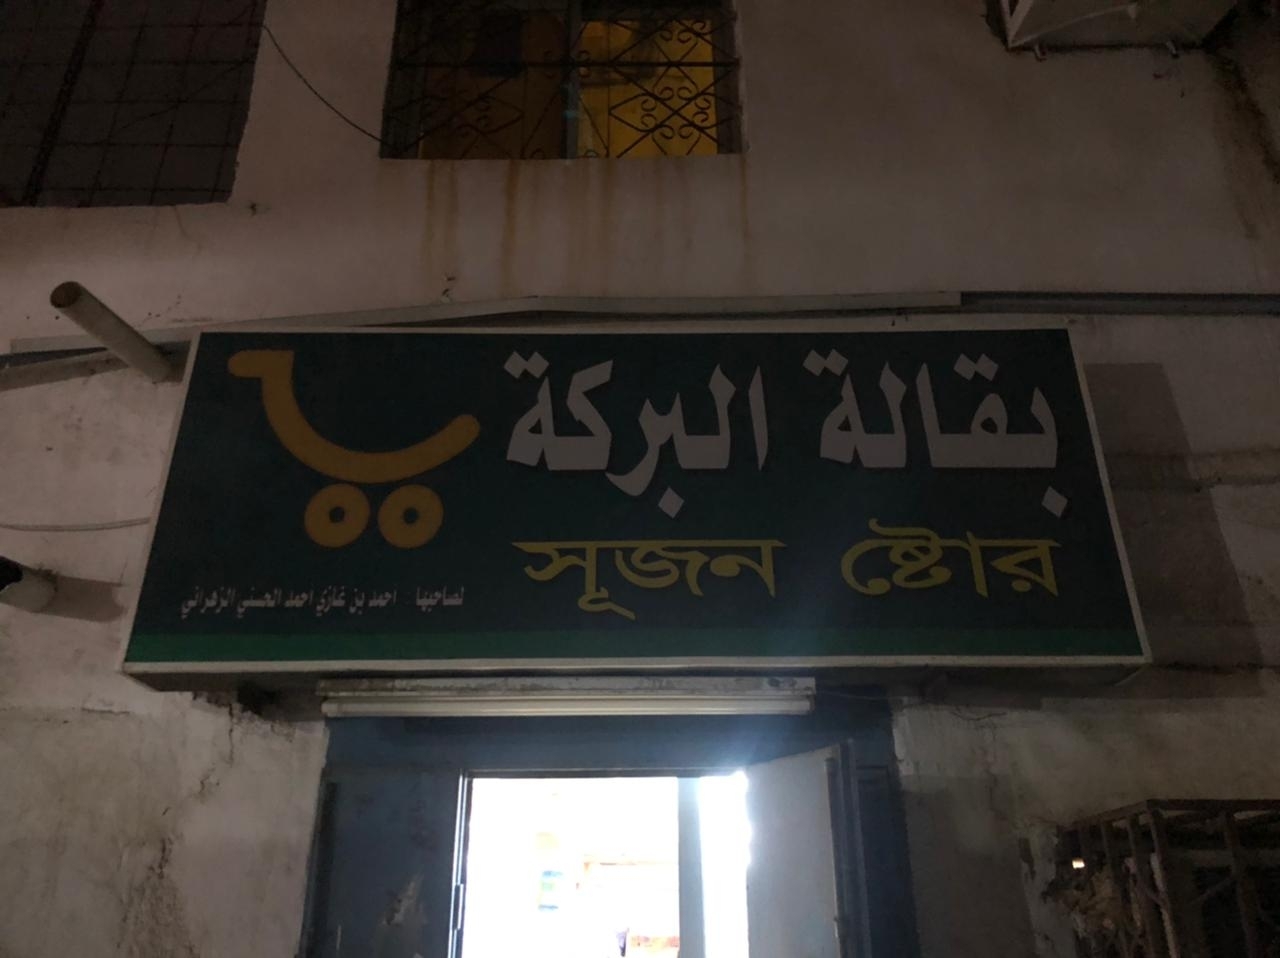 بقالة البركة
সূজন ষ্টোর
لصاحبها - احمد بن غازي احمد الحسني الزهراني